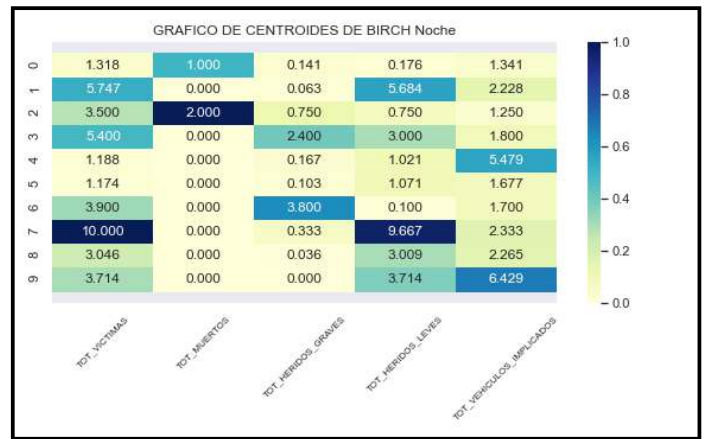 GRAFICO DE CENTROIDES DE BIRCH Noche
0 1.318 1.000 0.141 0.176 1.341
1 5.747 0.000 0.063 5.684 2.228
2 3.500 2.000 0.750 0.750 1.250
3 5.400 0.000 2.400 3.000 1.800
4 1.188 0.000 0.167 1.021 5.479
5 1.174 0.000 0.103 1.071 1.677
6 3.900 0.000 3.800 0.100 1.700
7 10.000 0.000 0.333 9.667 2.333
8 3.046 0.000 0.036 3.009 2.265
9 3.714 0.000 0.000 3.714 6.429
TOT_VICTIMAS
TOT_MUERTOS
TOT_HERIDOS_GRAVES
TOT_HERIDOS_LEVES
TOT_VEHICULOS_IMPLICADOS
1.0
0.8
0.6
0.4
0.2
0.0